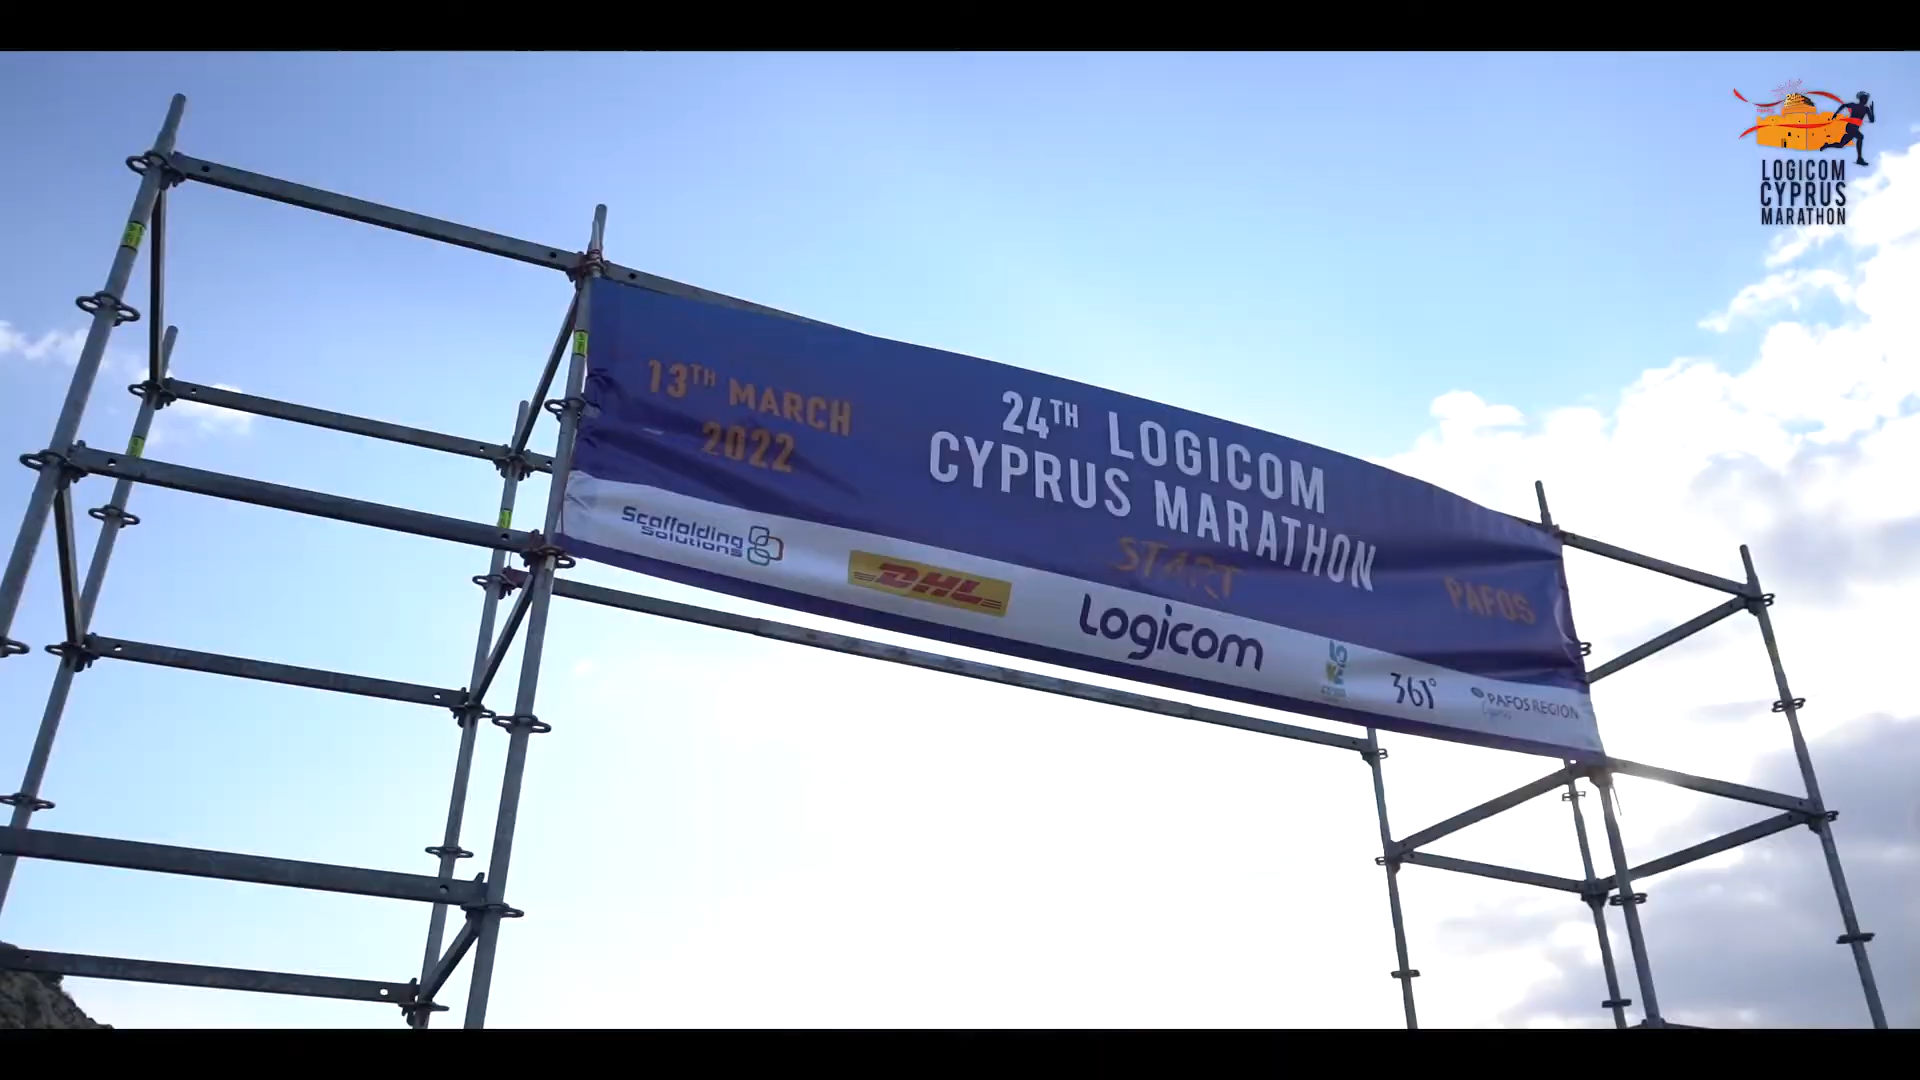 LOGICOM
CYPRUS
MARATHON
13TH MARCH
2022
24TH LOGICOM
CYPRUS MARATHON
START
PAFOS
Scaffolding
Solutions
DHL
Logicom
361°
PAFOS REGION
Cyprus